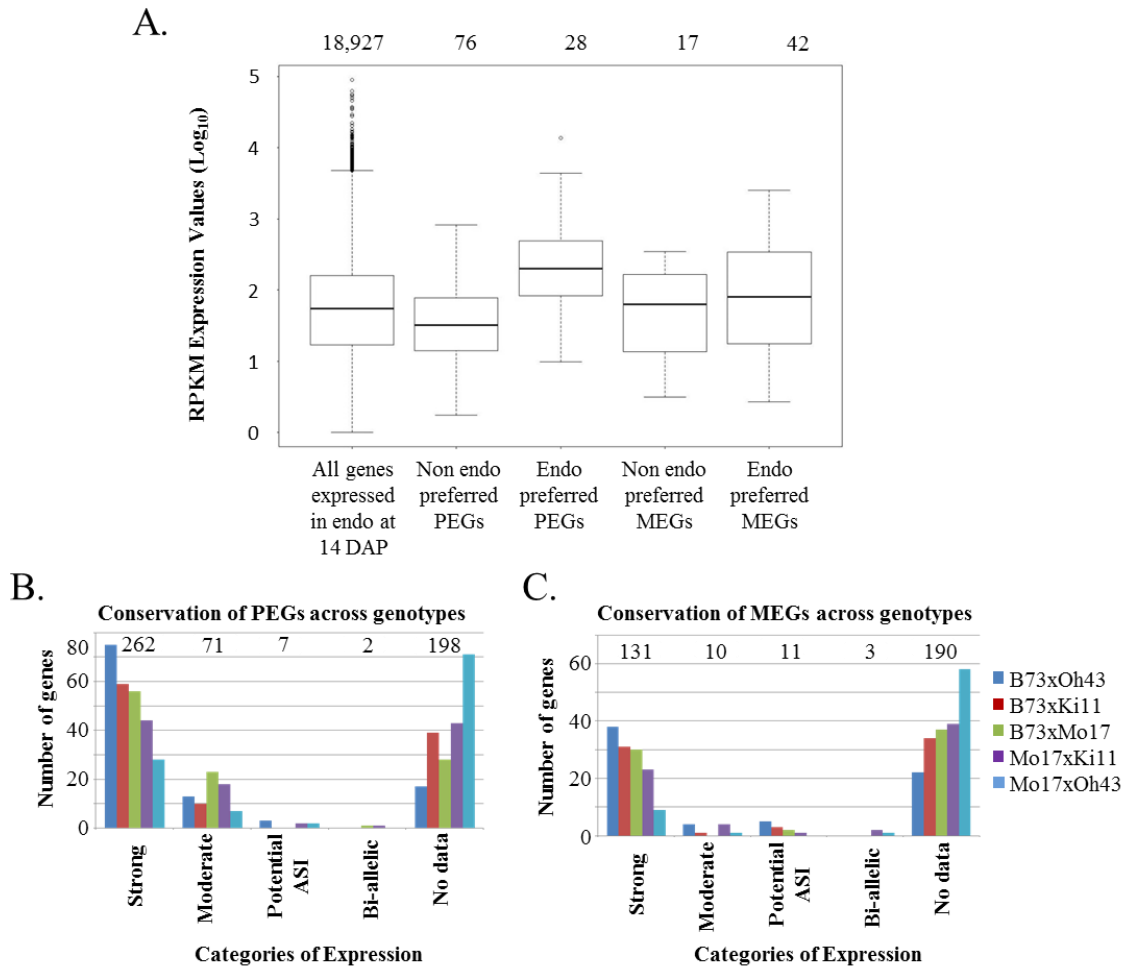 A.
18,927 76 28 17 42
RPKM Expression Values (Log10)
5
4
3
2
1
0
All genes expressed in endo at 14 DAP
Non endo preferred PEGs
Endo preferred PEGs
Non endo preferred MEGs
Endo preferred MEGs
B.
Conservation of PEGs across genotypes
Number of genes
80
60
40
20
0
262 71 7 2 198
Strong
Moderate
Potential ASI
Bi-allelic
No data
Categories of Expression
C.
Conservation of MEGs across genotypes
Number of genes
60
40
20
0
131 10 11 3 190
Strong
Moderate
Potential ASI
Bi-allelic
No data
Categories of Expression
B73xOh43
B73xKi11
B73xMo17
Mo17xKi11
Mo17xOh43